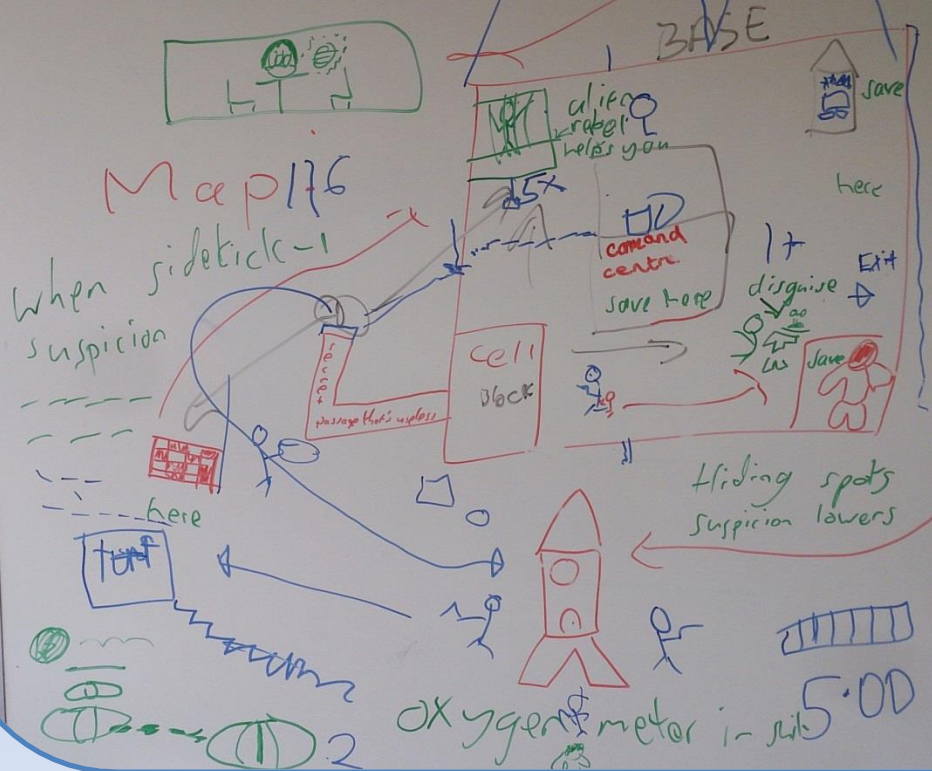 BASE
save
alien
rebel
helps you
Map 1/6
5x
here
when sidekick-1
suspicion
comand
centre
save here
1+
disguise
Exit
secret
passage that's useless
cell
block
save
here
Hiding spots
suspicion lowers
turf
oxygen meter in suit
5:00
2